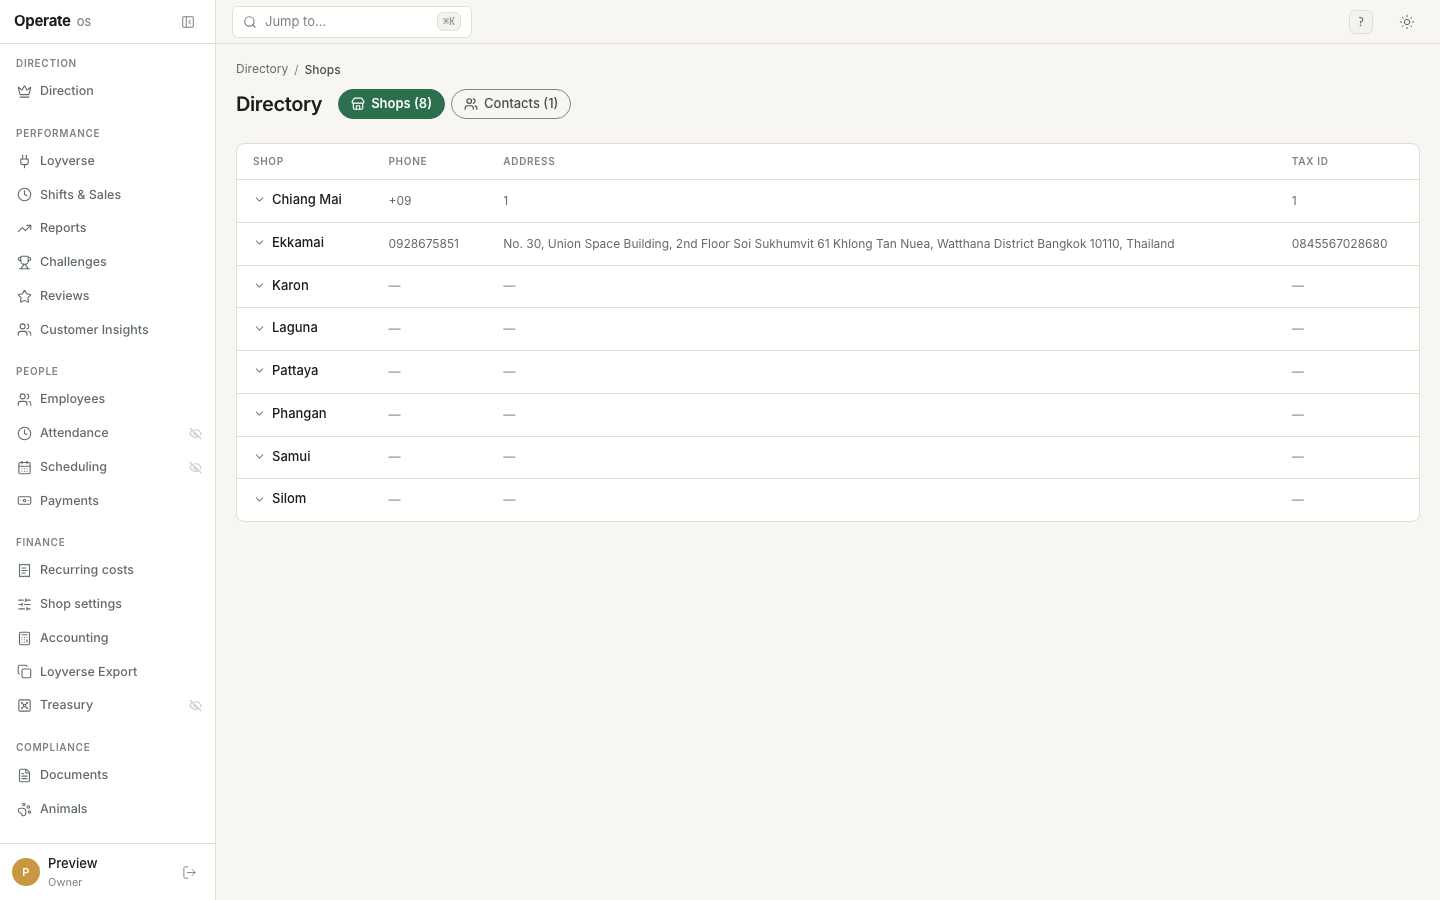 Operate OS
Jump to...
⌘K
?
DIRECTION
Direction
PERFORMANCE
Loyverse
Shifts & Sales
Reports
Challenges
Reviews
Customer Insights
PEOPLE
Employees
Attendance
Scheduling
Payments
FINANCE
Recurring costs
Shop settings
Accounting
Loyverse Export
Treasury
COMPLIANCE
Documents
Animals
P
Preview
Owner
Directory / Shops
Directory
Shops (8)
Contacts (1)
SHOP PHONE ADDRESS TAX ID
Chiang Mai +09 1 1
Ekkamai 0928675851 No. 30, Union Space Building, 2nd Floor Soi Sukhumvit 61 Khlong Tan Nuea, Watthana District Bangkok 10110, Thailand 0845567028680
Karon — — —
Laguna — — —
Pattaya — — —
Phangan — — —
Samui — — —
Silom — — —